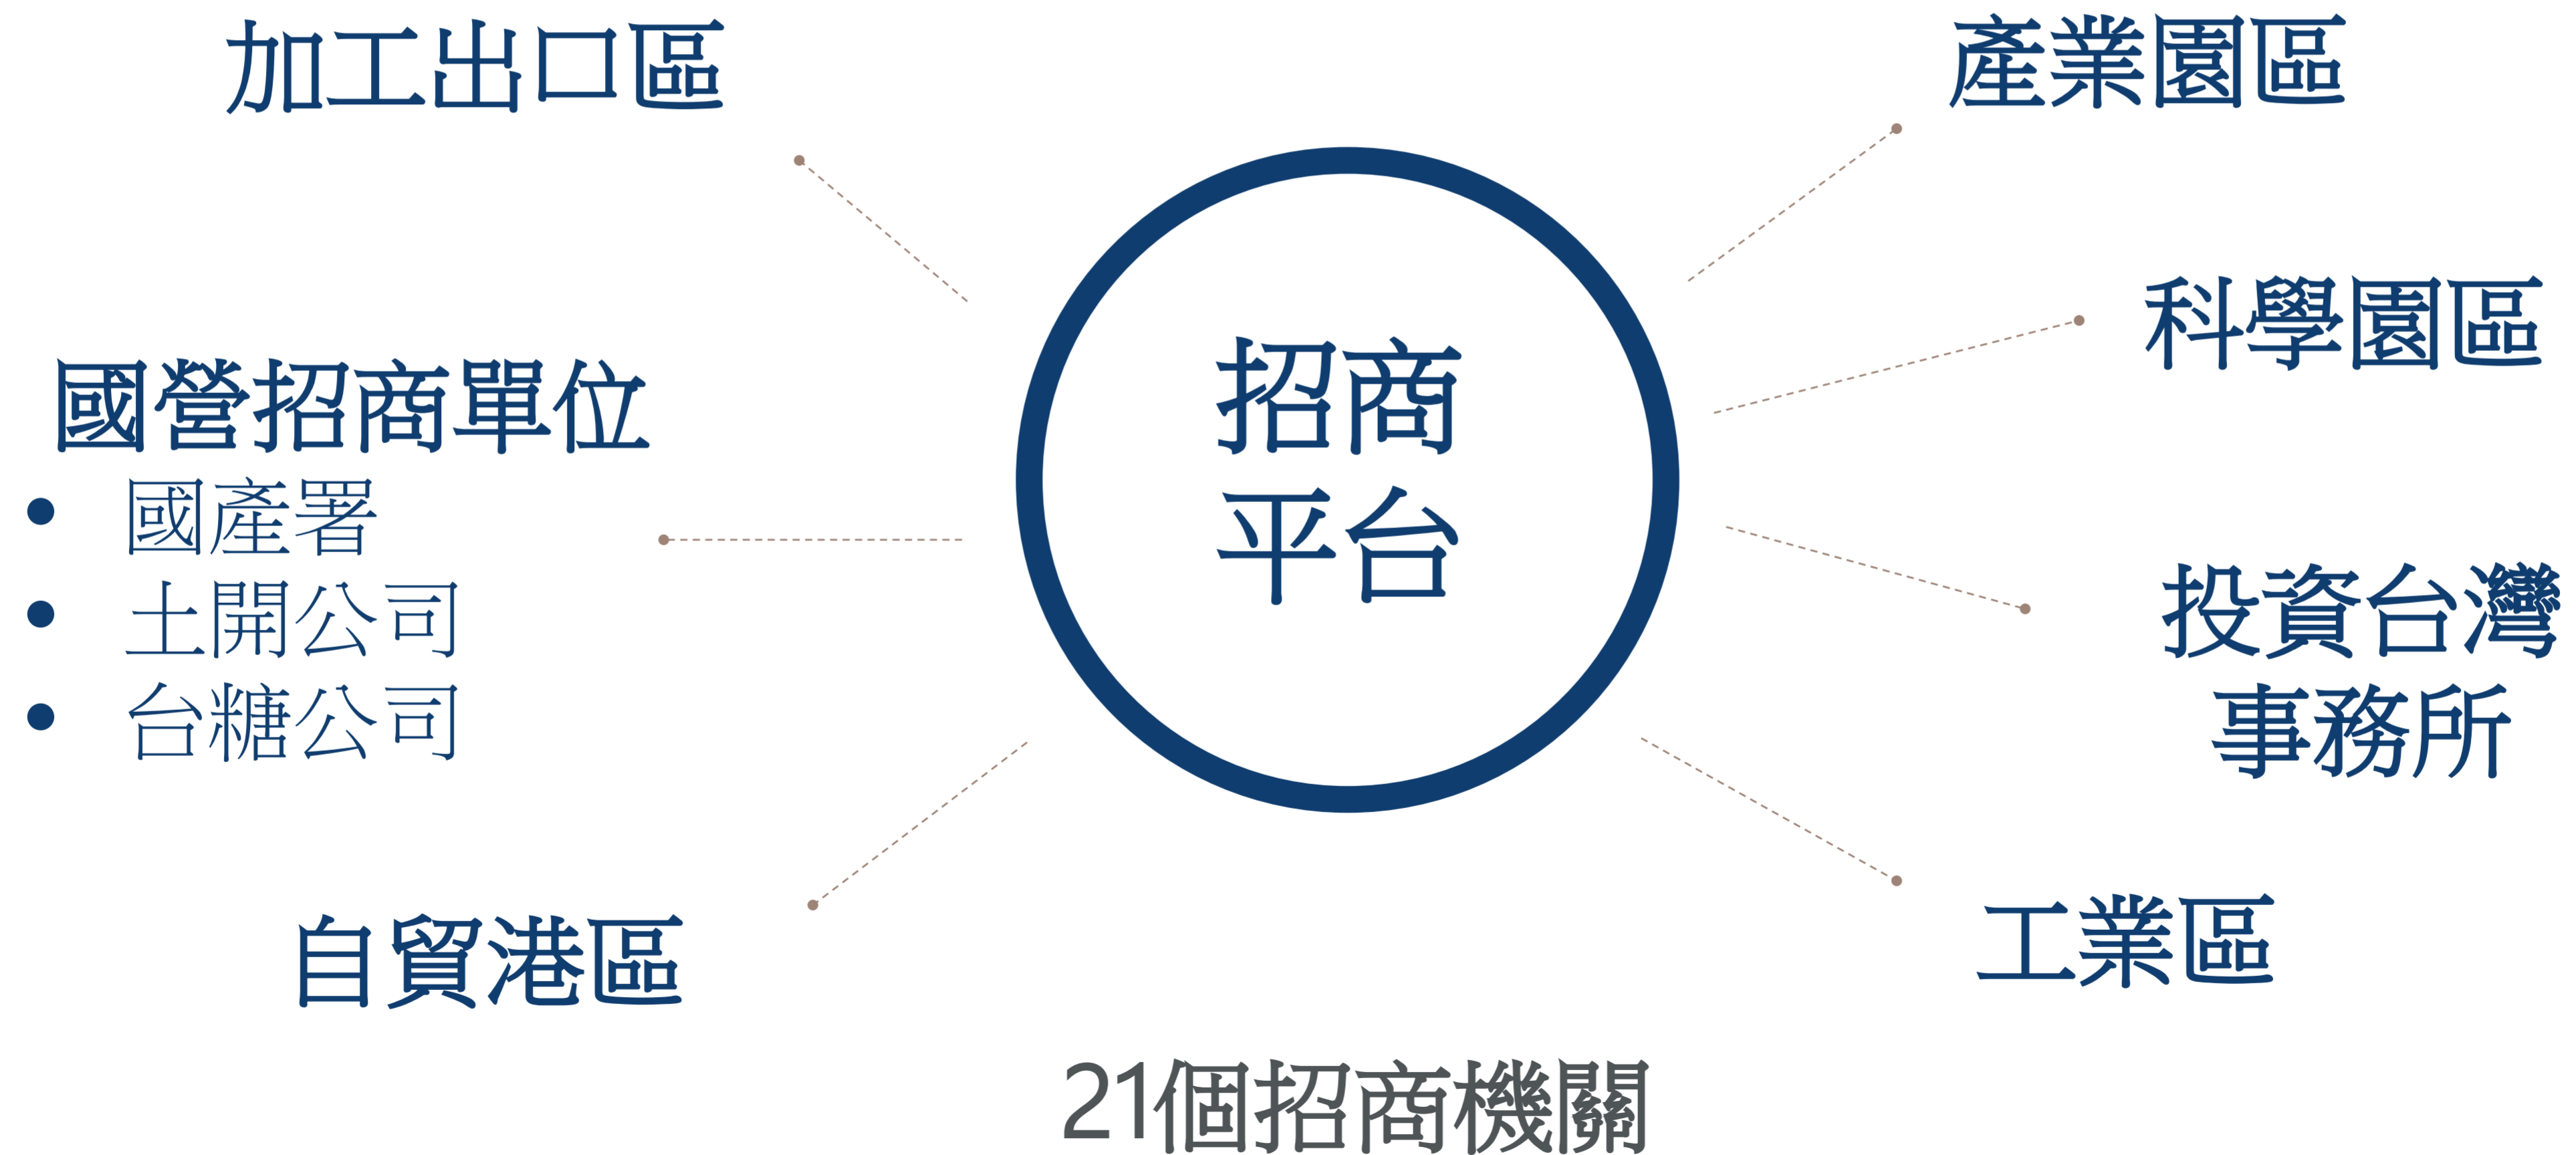 加工出口區
國營招商單位
• 國產署
• 土開公司
• 台糖公司
自貿港區
招商
平台
產業園區
科學園區
投資台灣
事務所
工業區
21個招商機關